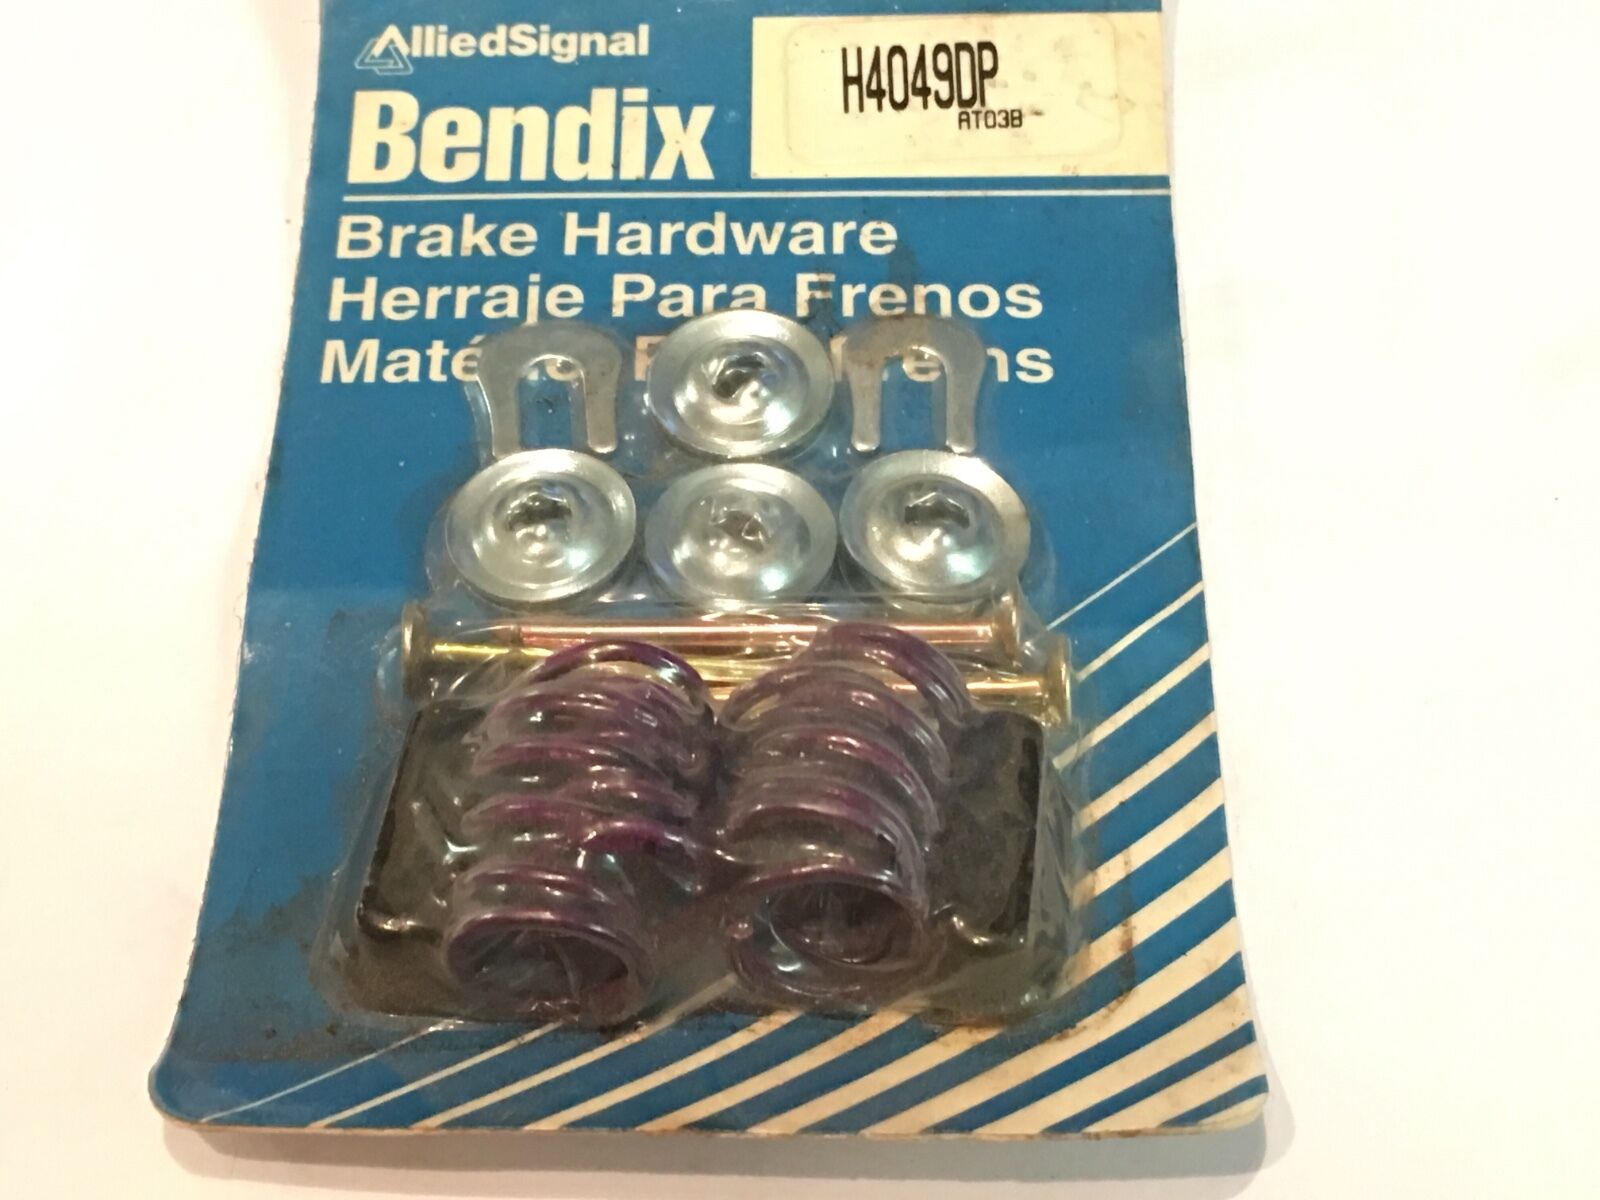 AlliedSignal
Bendix
H4049DP
AT03B
Brake Hardware
Herraje Para Frenos